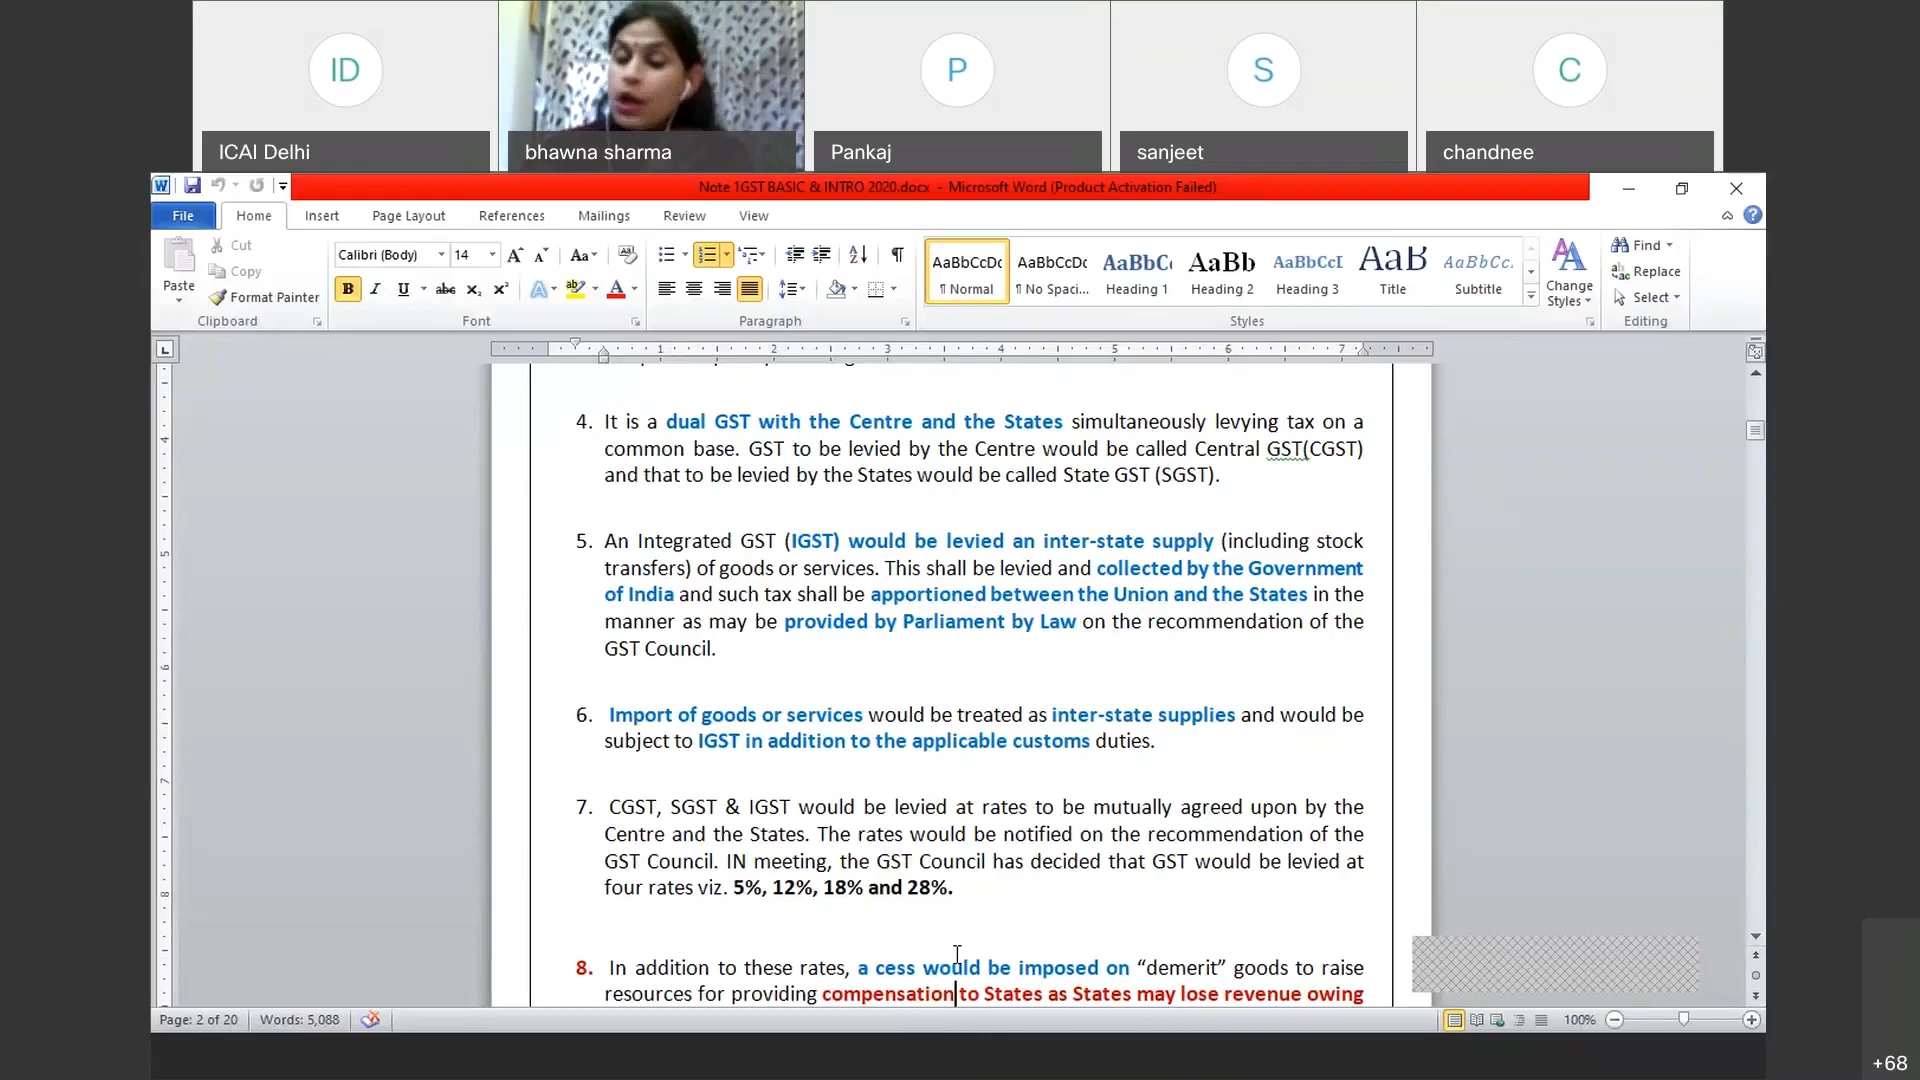 ID
P
S
C
ICAI Delhi
bhawna sharma
Pankaj
sanjeet
chandnee
Note 1GST BASIC & INTRO 2020.docx - Microsoft Word (Product Activation Failed)
File Home Insert Page Layout References Mailings Review View
Paste
Cut
Copy
Format Painter
Clipboard
Calibri (Body) 14
Font
Paragraph
AaBbCcDc AaBbCcDc AaBbC AaBb AaBbCcI AaB AaBbCc.
¶ Normal ¶ No Spaci... Heading 1 Heading 2 Heading 3 Title Subtitle
Styles
Change
Styles
Find
Replace
Select
Editing
1 2 3 4 5 6 7
4. It is a dual GST with the Centre and the States simultaneously levying tax on a
common base. GST to be levied by the Centre would be called Central GST(CGST)
and that to be levied by the States would be called State GST (SGST).
5. An Integrated GST (IGST) would be levied an inter-state supply (including stock
transfers) of goods or services. This shall be levied and collected by the Government
of India and such tax shall be apportioned between the Union and the States in the
manner as may be provided by Parliament by Law on the recommendation of the
GST Council.
6. Import of goods or services would be treated as inter-state supplies and would be
subject to IGST in addition to the applicable customs duties.
7. CGST, SGST & IGST would be levied at rates to be mutually agreed upon by the
Centre and the States. The rates would be notified on the recommendation of the
GST Council. IN meeting, the GST Council has decided that GST would be levied at
four rates viz. 5%, 12%, 18% and 28%.
8. In addition to these rates, a cess would be imposed on “demerit” goods to raise
resources for providing compensation to States as States may lose revenue owing
Page: 2 of 20 Words: 5,088 100%
+68